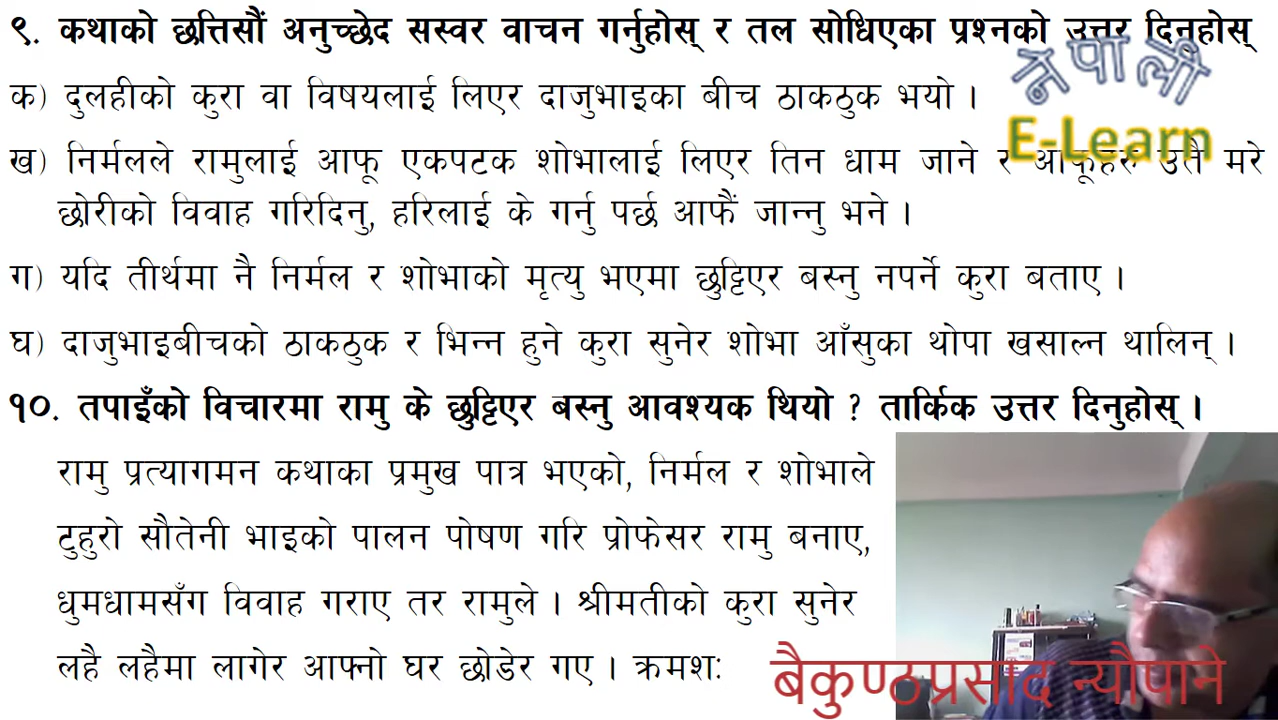 ९. कथाको छत्तिसौं अनुच्छेद सस्वर वाचन गर्नुहोस् र तल सोधिएका प्रश्नको उत्तर दिनुहोस्
नेपाली
E-Learn
क) दुलहीको कुरा वा विषयलाई लिएर दाजुभाइका बीच ठाकठुक भयो ।
ख) निर्मलले रामुलाई आफू एकपटक शोभालाई लिएर तिन धाम जाने र आफूहरु उतै मरे
छोरीको विवाह गरिदिनु, हरिलाई के गर्नु पर्छ आफैं जान्नु भने ।
ग) यदि तीर्थमा नै निर्मल र शोभाको मृत्यु भएमा छुट्टिएर बस्नु नपर्ने कुरा बताए ।
घ) दाजुभाइबीचको ठाकठुक र भिन्न हुने कुरा सुनेर शोभा आँसुका थोपा खसाल्न थालिन् ।
१०. तपाइँको विचारमा रामु के छुट्टिएर बस्नु आवश्यक थियो ? तार्किक उत्तर दिनुहोस् ।
रामु प्रत्यागमन कथाका प्रमुख पात्र भएको, निर्मल र शोभाले
टुहुरो सौतेनी भाइको पालन पोषण गरि प्रोफेसर रामु बनाए,
धुमधामसँग विवाह गराए तर रामुले । श्रीमतीको कुरा सुनेर
लहै लहैमा लागेर आफ्नो घर छोडेर गए । क्रमशः
बैकुण्ठप्रसाद न्यौपाने